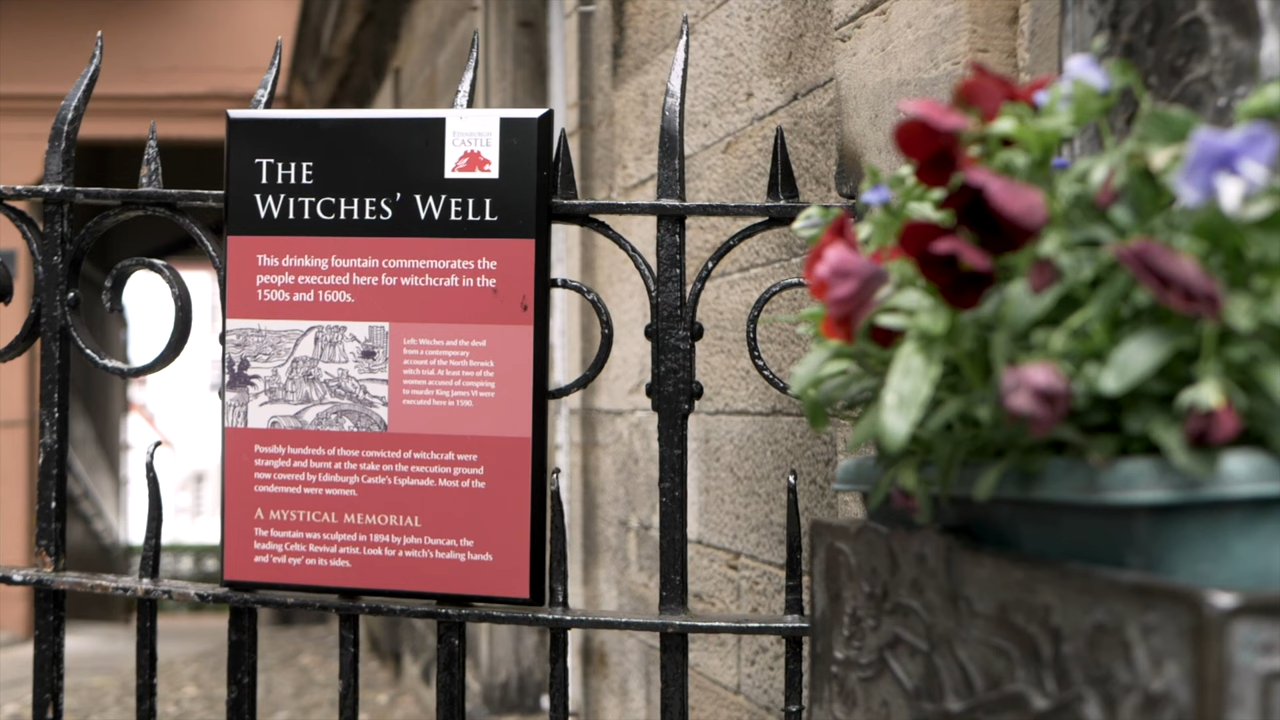 EDINBURGH
CASTLE
THE
WITCHES' WELL
This drinking fountain commemorates the
people executed here for witchcraft in the
1500s and 1600s.
Left: Witches and the devil
from a contemporary
account of the North Berwick
witch trial. At least two of the
women accused of conspiring
to murder King James VI were
executed here in 1590.
Possibly hundreds of those convicted of witchcraft were
strangled and burnt at the stake on the execution ground
now covered by Edinburgh Castle's Esplanade. Most of the
condemned were women.
A MYSTICAL MEMORIAL
The fountain was sculpted in 1894 by John Duncan, the
leading Celtic Revival artist. Look for a witch's healing hands
and 'evil eye' on its sides.